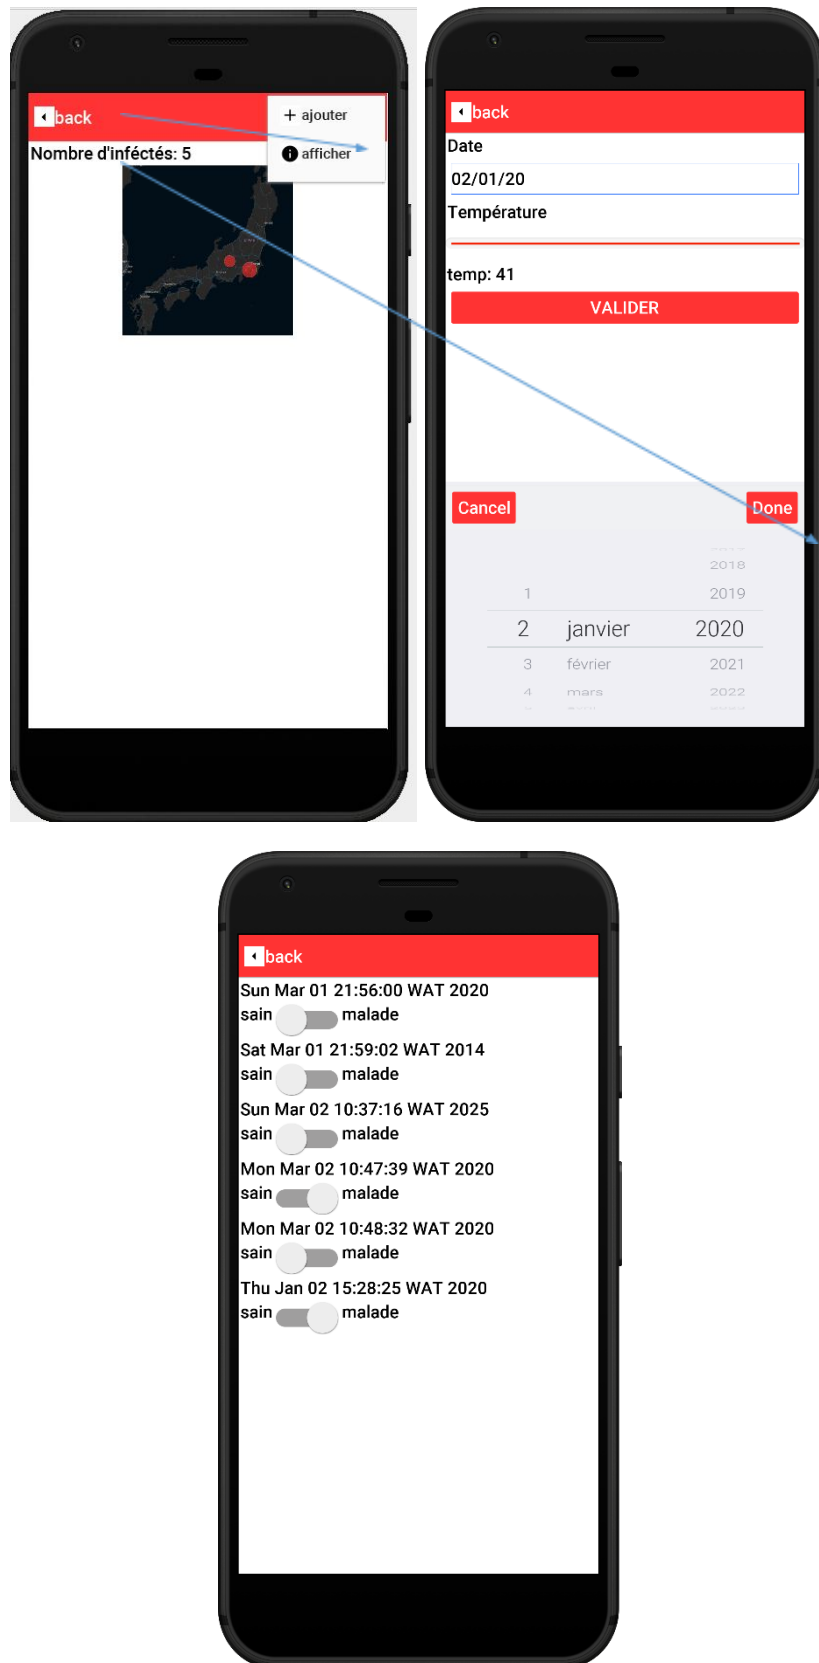 back
+ ajouter
afficher
Nombre d'inféctés: 5
back
Date
02/01/20
Température
temp: 41
VALIDER
Cancel
Done
2018
1 2019
2 janvier 2020
3 février 2021
4 mars 2022
back
Sun Mar 01 21:56:00 WAT 2020
sain malade
Sat Mar 01 21:59:02 WAT 2014
sain malade
Sun Mar 02 10:37:16 WAT 2025
sain malade
Mon Mar 02 10:47:39 WAT 2020
sain malade
Mon Mar 02 10:48:32 WAT 2020
sain malade
Thu Jan 02 15:28:25 WAT 2020
sain malade